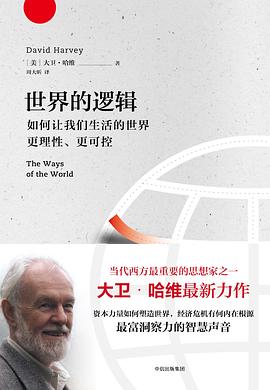 David Harvey
[美] 大卫·哈维 著
周大昕 译
世界的逻辑
如何让我们生活的世界
更理性、更可控
The Ways
of the World
当代西方最重要的思想家之一
大卫·哈维最新力作
资本力量如何塑造世界，经济危机有何内在根源
最富洞察力的智慧声音
中信出版集团